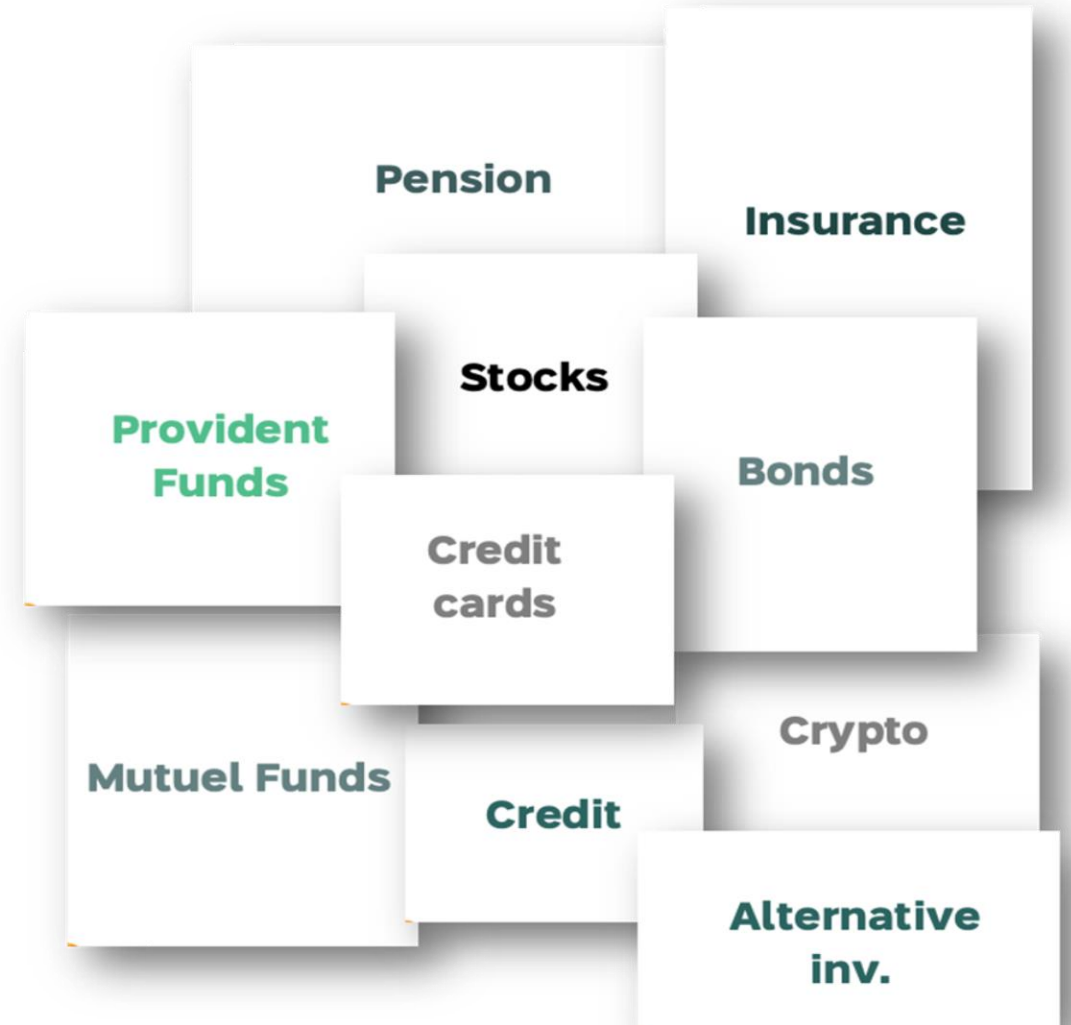 Pension
Insurance
Stocks
Provident
Funds
Bonds
Credit
cards
Crypto
Mutuel Funds
Credit
Alternative
inv.